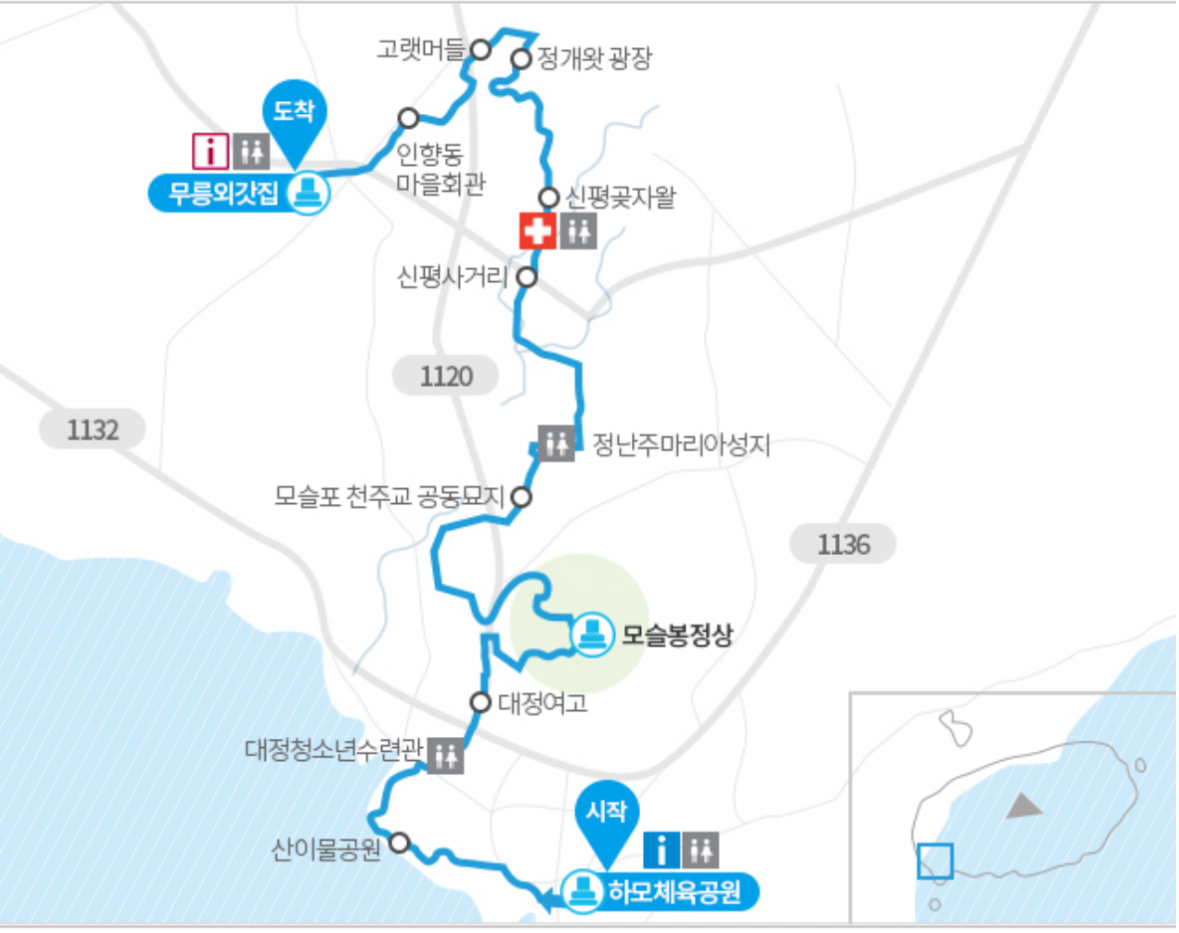 고랫머들
정개왓 광장
도착
인향동
마을회관
무릉외갓집
신평곶자왈
신평사거리
1120
1132
정난주마리아성지
모슬포 천주교 공동묘지
1136
모슬봉정상
대정여고
대정청소년수련관
시작
산이물공원
하모체육공원